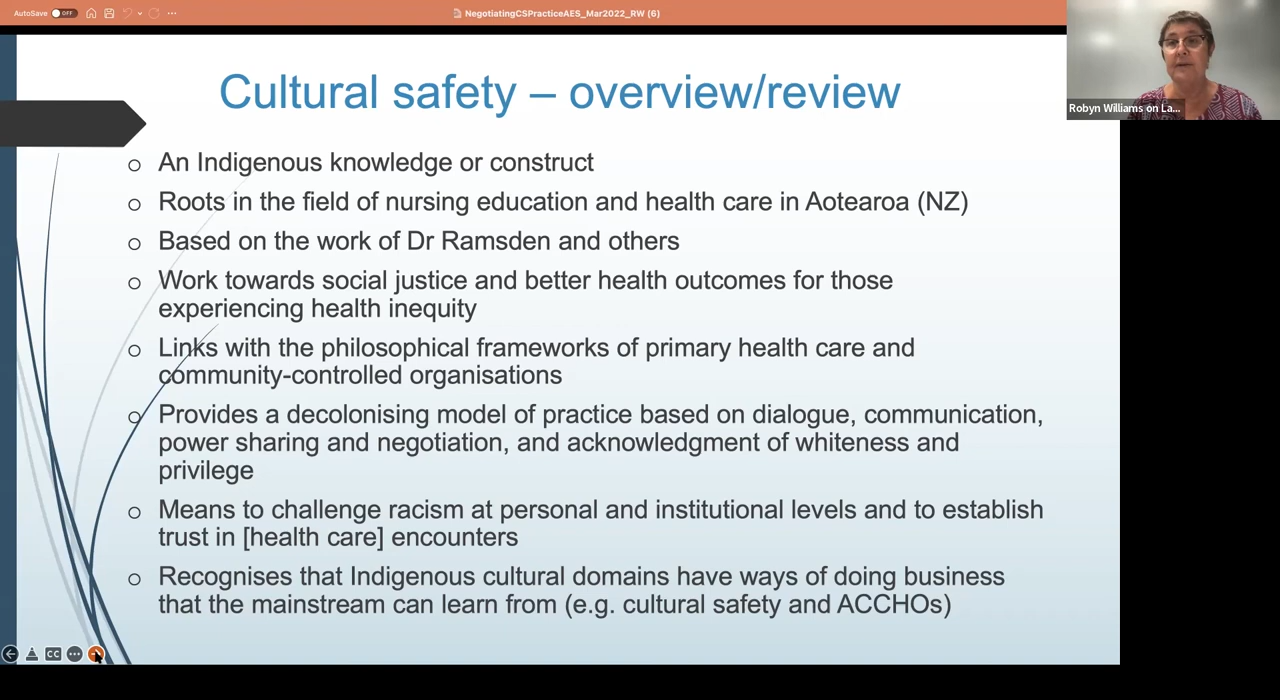 AutoSave OFF
NegotiatingCSPracticeAES_Mar2022_RW (6)
Robyn Williams on La...
Cultural safety – overview/review
An Indigenous knowledge or construct
Roots in the field of nursing education and health care in Aotearoa (NZ)
Based on the work of Dr Ramsden and others
Work towards social justice and better health outcomes for those
experiencing health inequity
Links with the philosophical frameworks of primary health care and
community-controlled organisations
Provides a decolonising model of practice based on dialogue, communication,
power sharing and negotiation, and acknowledgment of whiteness and
privilege
Means to challenge racism at personal and institutional levels and to establish
trust in [health care] encounters
Recognises that Indigenous cultural domains have ways of doing business
that the mainstream can learn from (e.g. cultural safety and ACCHOs)
CC